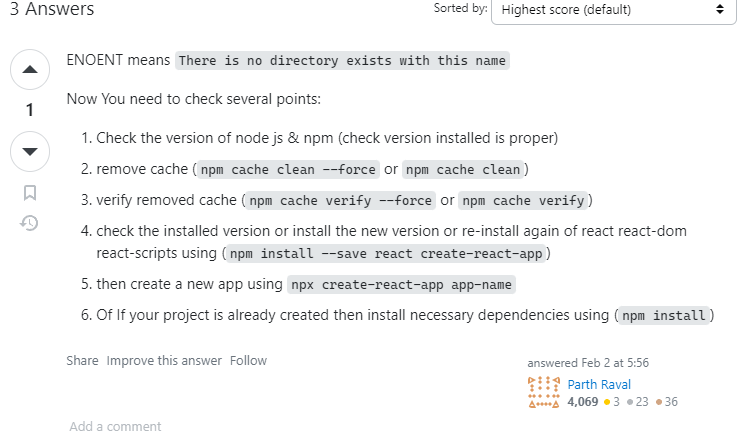 3 Answers
Sorted by: Highest score (default)
ENOENT means There is no directory exists with this name
1
Now You need to check several points:
1. Check the version of node js & npm (check version installed is proper)
2. remove cache ( npm cache clean --force or npm cache clean )
3. verify removed cache ( npm cache verify --force or npm cache verify )
4. check the installed version or install the new version or re-install again of react react-dom
react-scripts using ( npm install --save react create-react-app )
5. then create a new app using npx create-react-app app-name
6. Of If your project is already created then install necessary dependencies using ( npm install )
Share Improve this answer Follow
answered Feb 2 at 5:56
Parth Raval
4,069 ●3 ●23 ●36
Add a comment